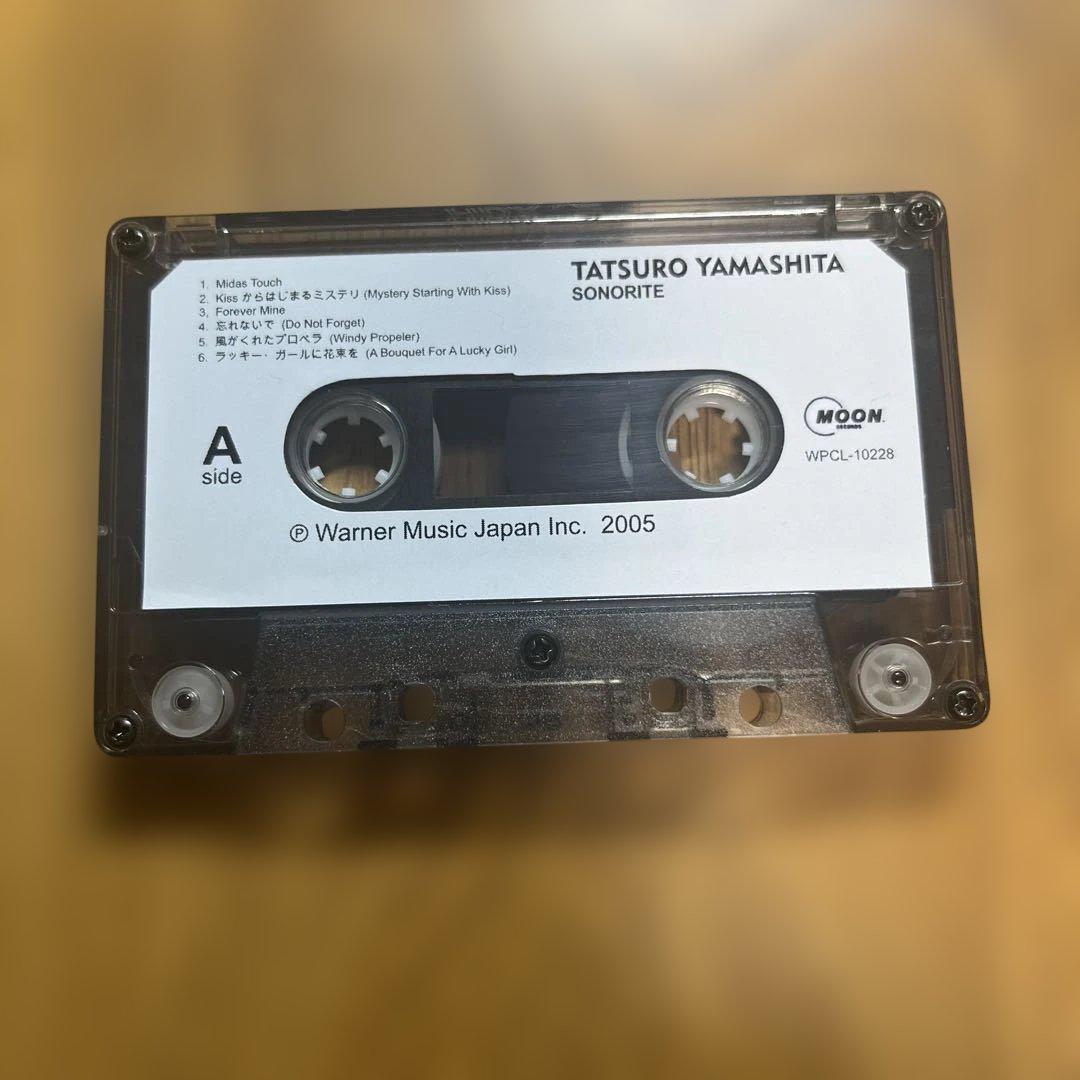 1. Midas Touch
2. Kiss からはじまるミステリ (Mystery Starting With Kiss)
3, Forever Mine
4. 忘れないで (Do Not Forget)
5. 風がくれたプロペラ (Windy Propeler)
6. ラッキー・ガールに花束を (A Bouquet For A Lucky Girl)
TATSURO YAMASHITA
SONORITE
A
side
MOON
RECORDS
WPCL-10228
Ⓟ Warner Music Japan Inc. 2005